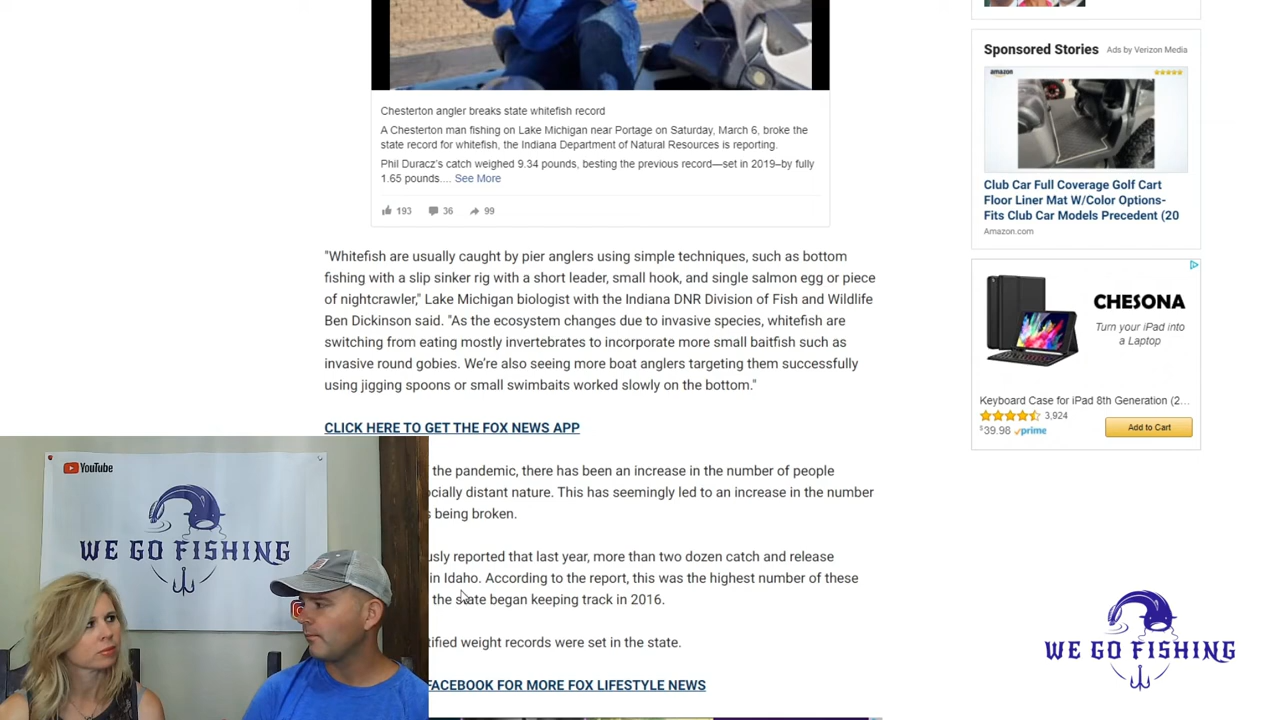 Sponsored Stories
Ads by Verizon Media
amazon
Chesterton angler breaks state whitefish record
A Chesterton man fishing on Lake Michigan near Portage on Saturday, March 6, broke the
state record for whitefish, the Indiana Department of Natural Resources is reporting.
Phil Duracz's catch weighed 9.34 pounds, besting the previous record—set in 2019–by fully
1.65 pounds.... See More
193 36 99
Club Car Full Coverage Golf Cart
Floor Liner Mat W/Color Options-
Fits Club Car Models Precedent (20
Amazon.com
"Whitefish are usually caught by pier anglers using simple techniques, such as bottom
fishing with a slip sinker rig with a short leader, small hook, and single salmon egg or piece
of nightcrawler," Lake Michigan biologist with the Indiana DNR Division of Fish and Wildlife
Ben Dickinson said. "As the ecosystem changes due to invasive species, whitefish are
switching from eating mostly invertebrates to incorporate more small baitfish such as
invasive round gobies. We're also seeing more boat anglers targeting them successfully
using jigging spoons or small swimbaits worked slowly on the bottom."
CHESONA
Turn your iPad into
a Laptop
Keyboard Case for iPad 8th Generation (2...
3,924
$39.98 prime
Add to Cart
CLICK HERE TO GET THE FOX NEWS APP
the pandemic, there has been an increase in the number of people
ocially distant nature. This has seemingly led to an increase in the number
s being broken.
usly reported that last year, more than two dozen catch and release
in Idaho. According to the report, this was the highest number of these
the state began keeping track in 2016.
tified weight records were set in the state.
FACEBOOK FOR MORE FOX LIFESTYLE NEWS
YouTube
WE GO FISHING
WE GO FISHING